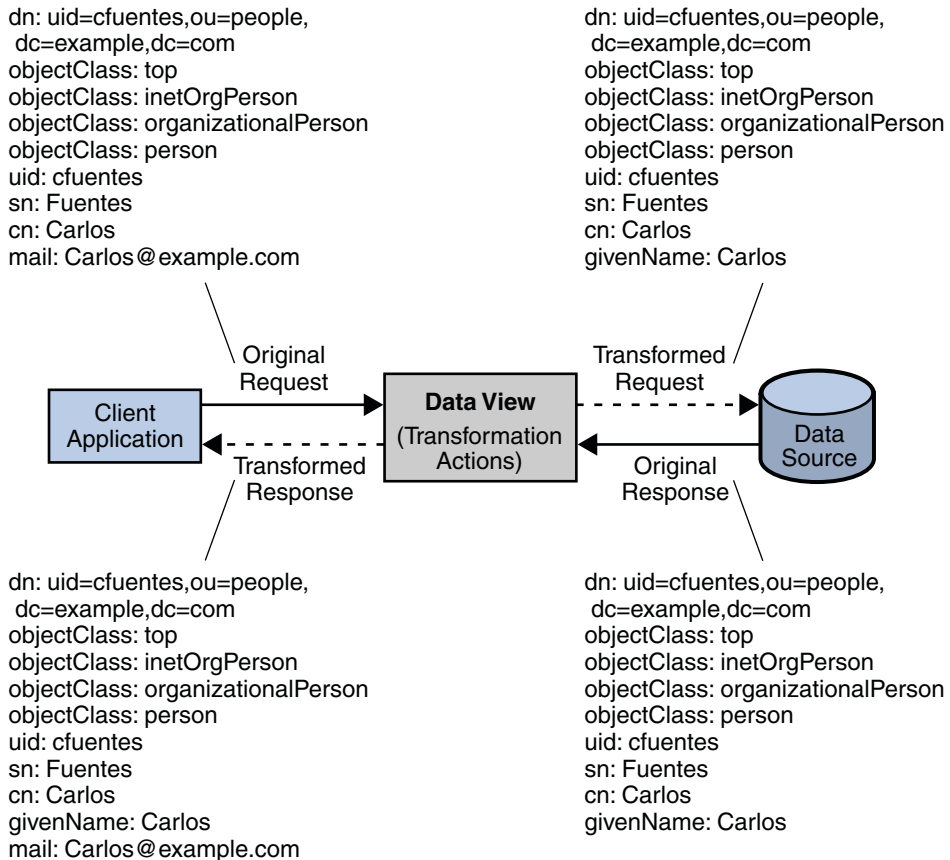 dn: uid=cfuentes,ou=people,
dc=example,dc=com
objectClass: top
objectClass: inetOrgPerson
objectClass: organizationalPerson
objectClass: person
uid: cfuentes
sn: Fuentes
cn: Carlos
mail: Carlos@example.com
dn: uid=cfuentes,ou=people,
dc=example,dc=com
objectClass: top
objectClass: inetOrgPerson
objectClass: organizationalPerson
objectClass: person
uid: cfuentes
sn: Fuentes
cn: Carlos
givenName: Carlos
Original
Request
Transformed
Request
Client
Application
Data View
(Transformation
Actions)
Data
Source
Transformed
Response
Original
Response
dn: uid=cfuentes,ou=people,
dc=example,dc=com
objectClass: top
objectClass: inetOrgPerson
objectClass: organizationalPerson
objectClass: person
uid: cfuentes
sn: Fuentes
cn: Carlos
givenName: Carlos
mail: Carlos@example.com
dn: uid=cfuentes,ou=people,
dc=example,dc=com
objectClass: top
objectClass: inetOrgPerson
objectClass: organizationalPerson
objectClass: person
uid: cfuentes
sn: Fuentes
cn: Carlos
givenName: Carlos